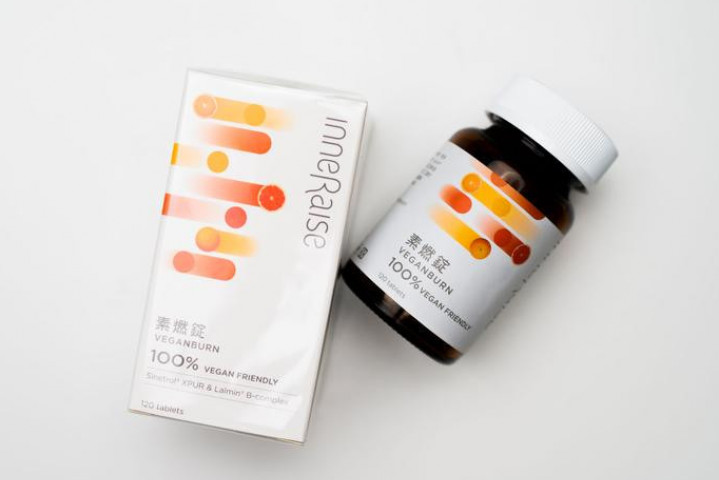 INNERAISE
素燃錠
VEGANBURN
100% VEGAN FRIENDLY
Sinetrol® XPUR & Lalmin® B-complex
120 tablets
素燃錠
VEGANBURN
100% VEGAN FRIENDLY
120 tablets